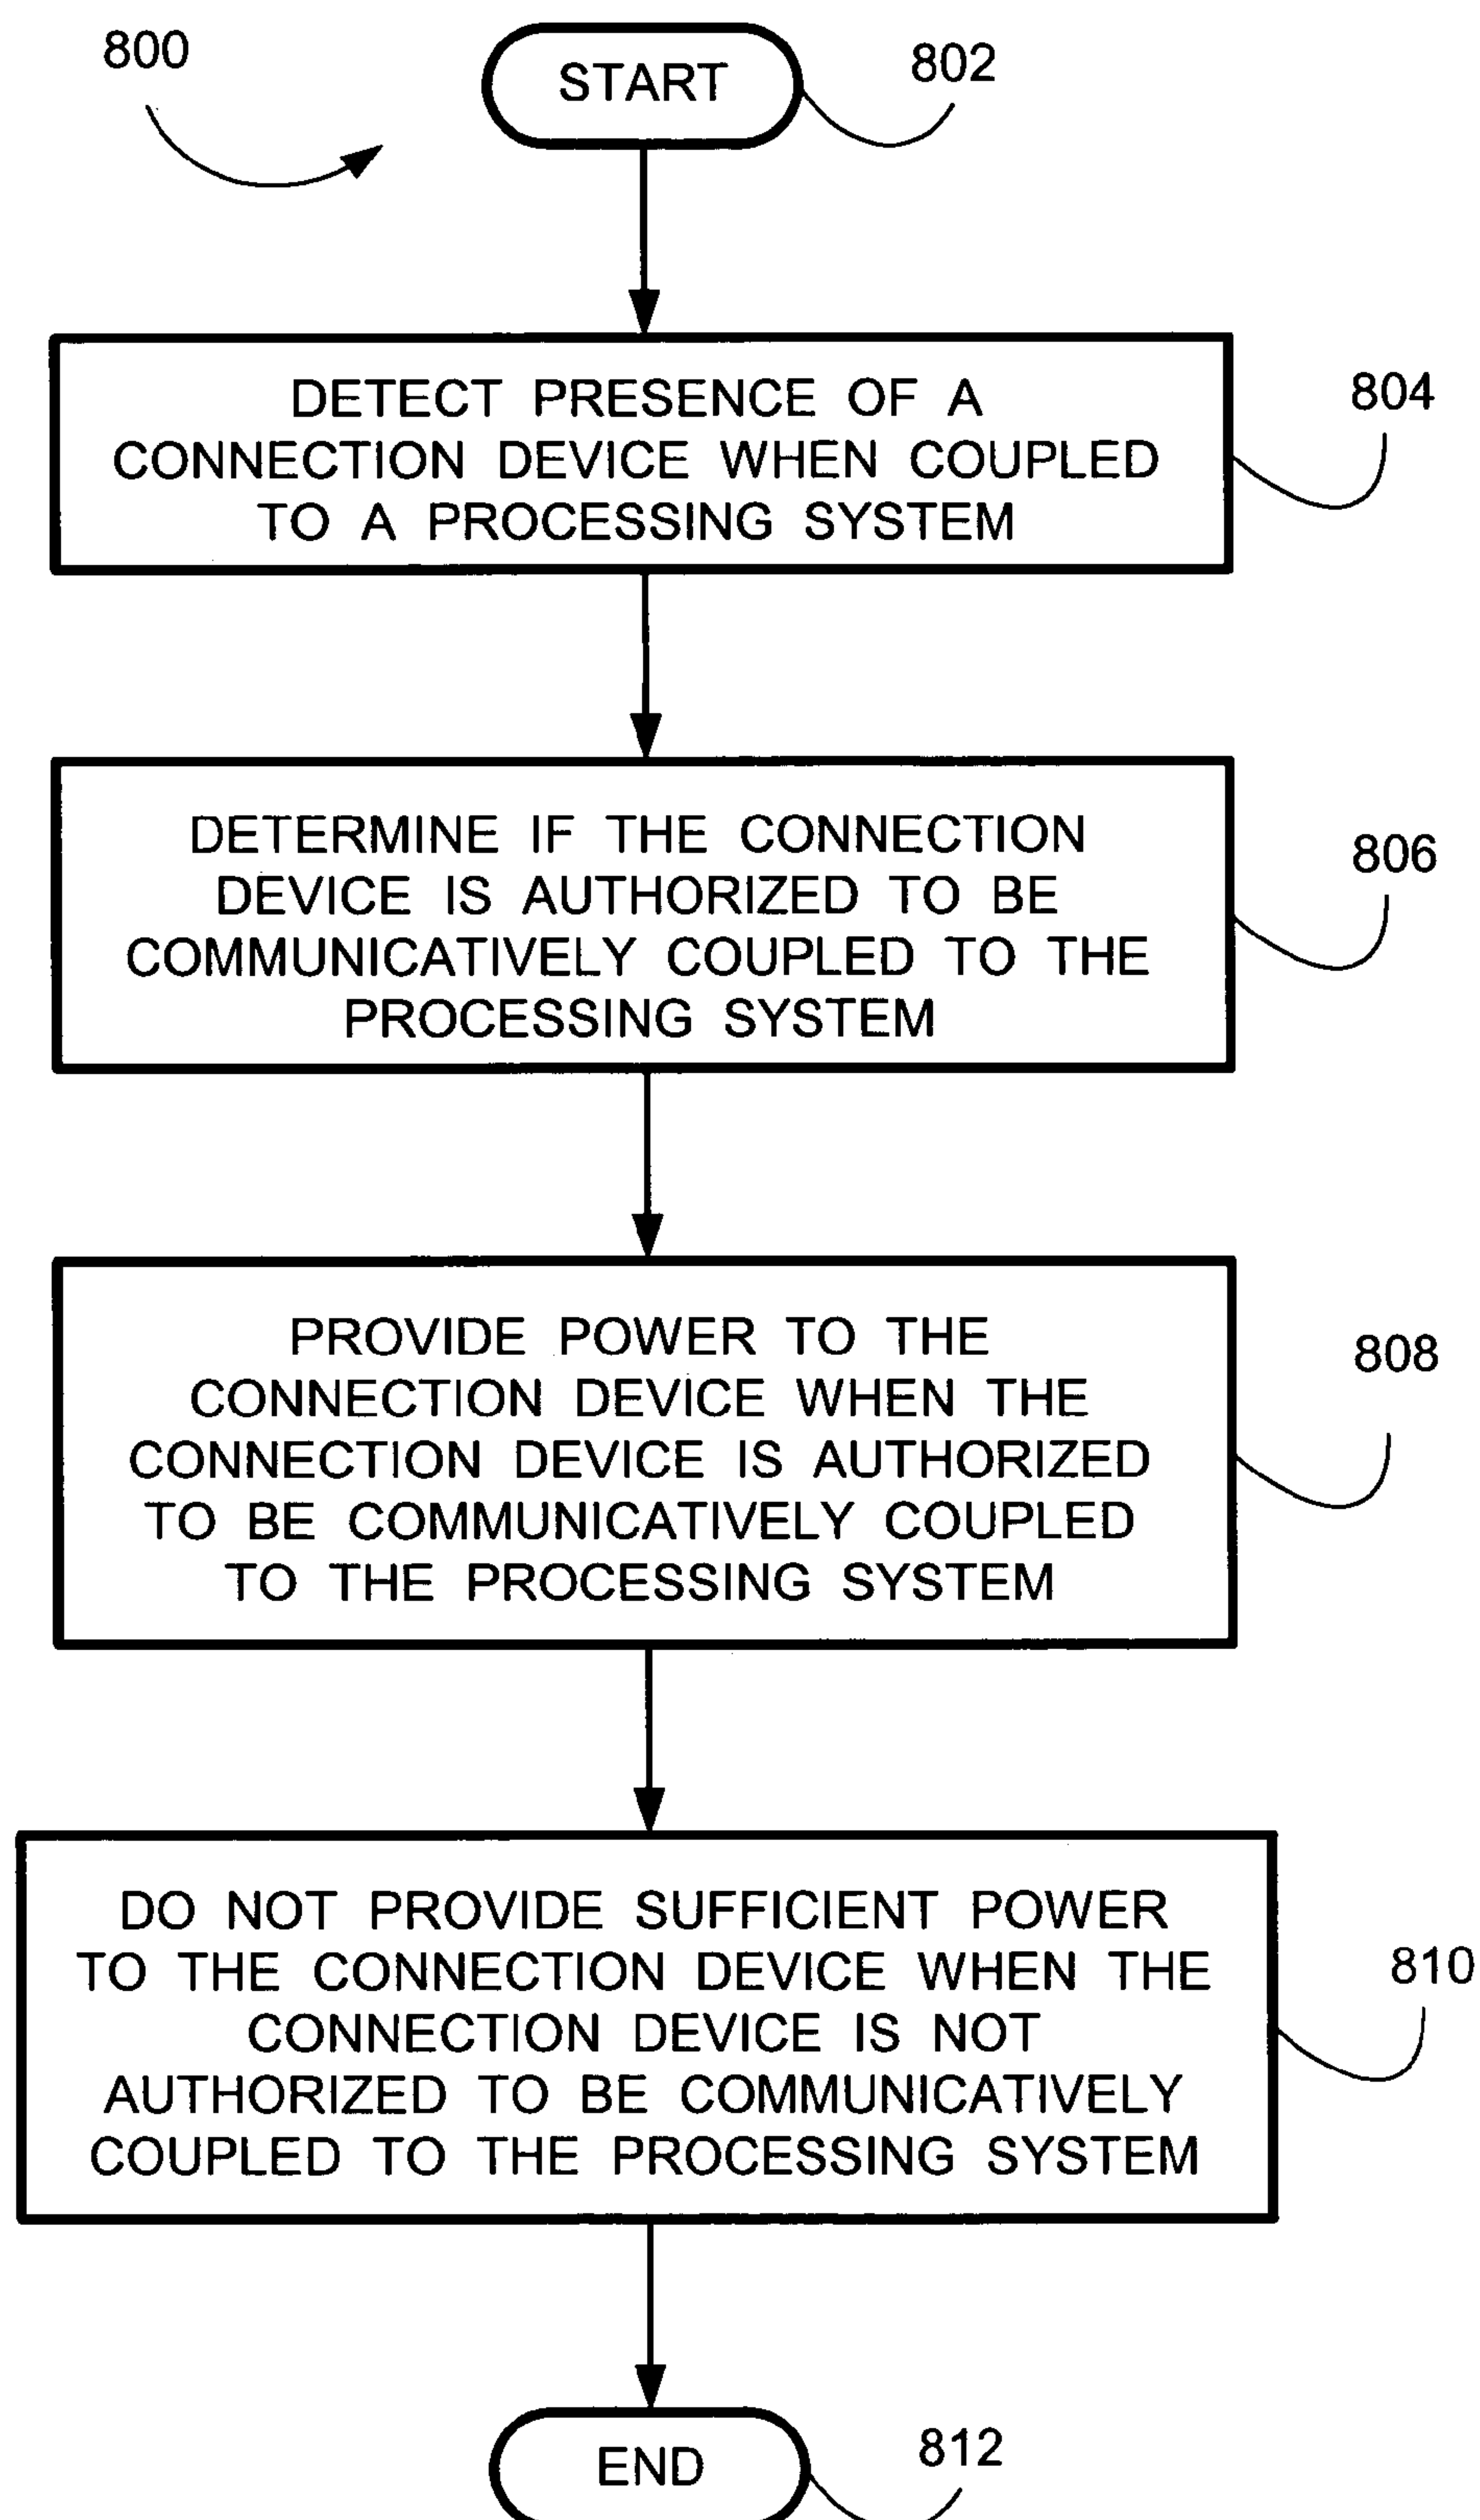 800
START
802
DETECT PRESENCE OF A
CONNECTION DEVICE WHEN COUPLED
TO A PROCESSING SYSTEM
804
DETERMINE IF THE CONNECTION
DEVICE IS AUTHORIZED TO BE
COMMUNICATIVELY COUPLED TO THE
PROCESSING SYSTEM
806
PROVIDE POWER TO THE
CONNECTION DEVICE WHEN THE
CONNECTION DEVICE IS AUTHORIZED
TO BE COMMUNICATIVELY COUPLED
TO THE PROCESSING SYSTEM
808
DO NOT PROVIDE SUFFICIENT POWER
TO THE CONNECTION DEVICE WHEN THE
CONNECTION DEVICE IS NOT
AUTHORIZED TO BE COMMUNICATIVELY
COUPLED TO THE PROCESSING SYSTEM
810
END
812